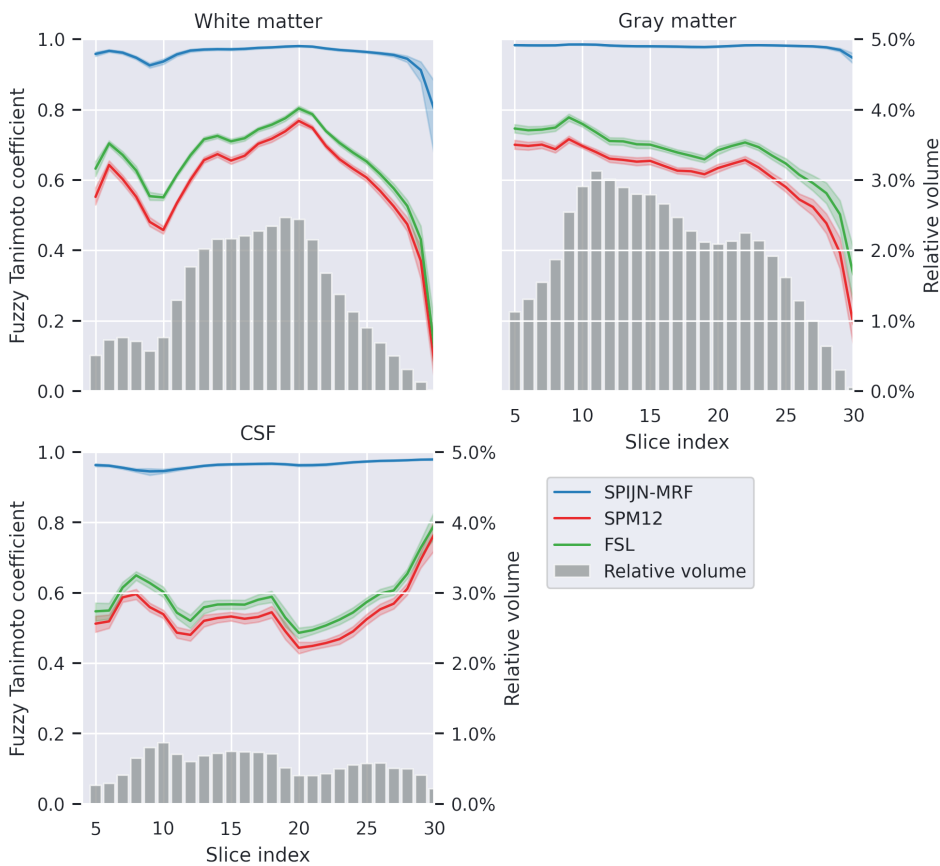 White matter
Gray matter
1.0
0.8
0.6
0.4
0.2
0.0
Fuzzy Tanimoto coefficient
5.0%
4.0%
3.0%
2.0%
1.0%
0.0%
Relative volume
5 10 15 20 25 30
Slice index
CSF
1.0
0.8
0.6
0.4
0.2
0.0
Fuzzy Tanimoto coefficient
5.0%
4.0%
3.0%
2.0%
1.0%
0.0%
Relative volume
5 10 15 20 25 30
Slice index
SPIJN-MRF
SPM12
FSL
Relative volume